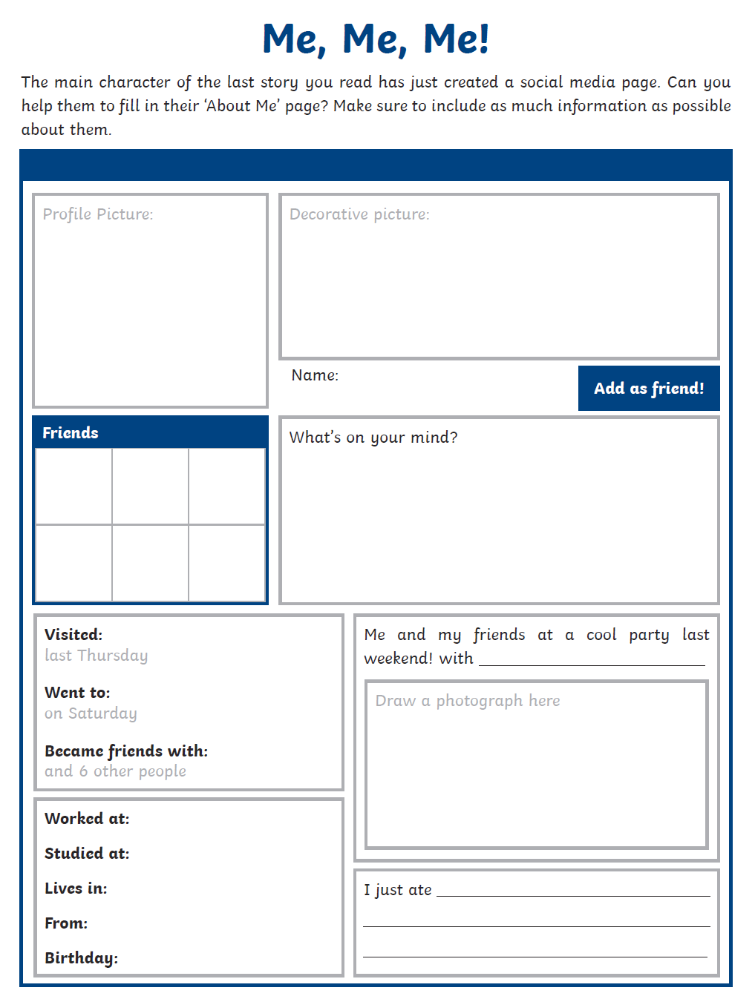 Me, Me, Me!
The main character of the last story you read has just created a social media page. Can you
help them to fill in their ‘About Me’ page? Make sure to include as much information as possible
about them.
Profile Picture:
Decorative picture:
Name:
Add as friend!
Friends
What’s on your mind?
Visited:
last Thursday
Went to:
on Saturday
Became friends with:
and 6 other people
Me and my friends at a cool party last
weekend! with
Draw a photograph here
Worked at:
Studied at:
Lives in:
From:
Birthday:
I just ate